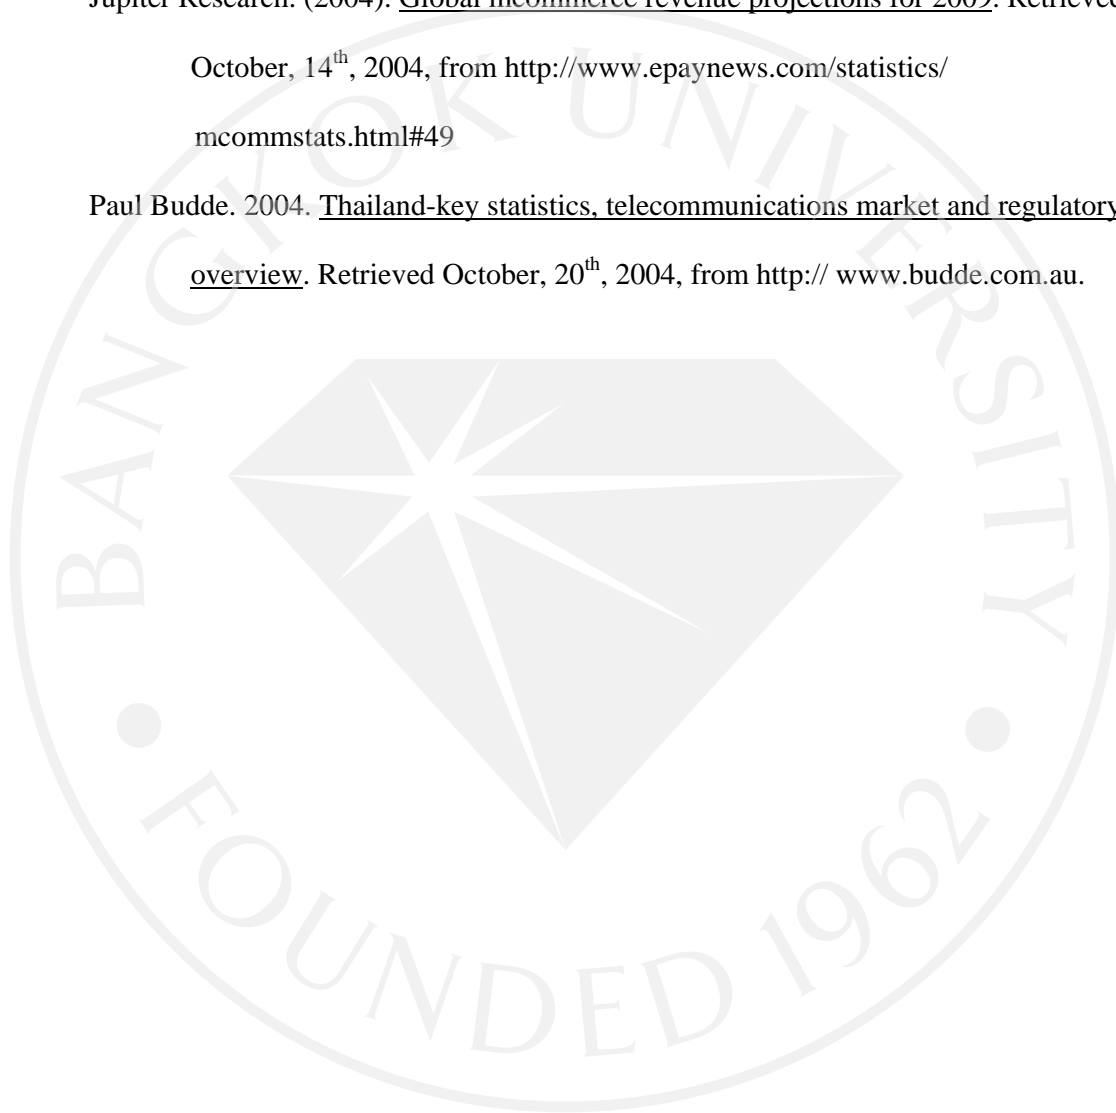 Jupiter Research. (2004). Global mcommerce revenue projections for 2009. Retrieved
October, 14th, 2004, from http://www.epaynews.com/statistics/
mcommstats.html#49
Paul Budde. 2004. Thailand-key statistics, telecommunications market and regulatory
overview. Retrieved October, 20th, 2004, from http:// www.budde.com.au.
BANGKOK UNIVERSITY
• FOUNDED 1962 •